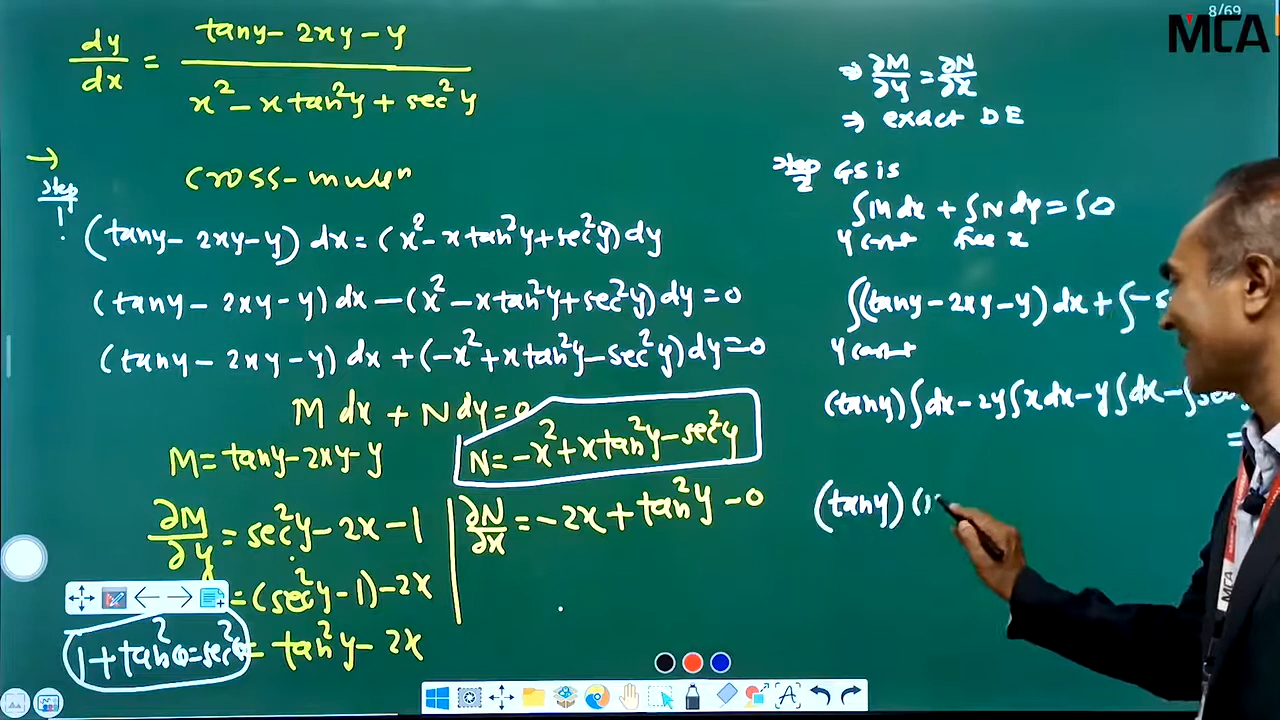 8/69
MCA
dy/dx = (tany - 2xy - y)/(x² - x tan²y + sec²y)
→
Step 1
(tany - 2xy - y) dx = (x² - x tan²y + sec²y) dy
(tany - 2xy - y) dx - (x² - x tan²y + sec²y) dy = 0
(tany - 2xy - y) dx + (-x² + x tan²y - sec²y) dy = 0
M dx + N dy = 0
M = tany - 2xy - y
N = -x² + x tan²y - sec²y
∂M/∂y = sec²y - 2x - 1
= (sec²y - 1) - 2x
= tan²y - 2x
1 + tan²θ = sec²θ
∂N/∂x = -2x + tan²y - 0
⇒ ∂M/∂y = ∂N/∂x
⇒ exact DE
Step 2 GS is
∫M dx + ∫N dy = ∫0
y const free x
∫(tany - 2xy - y) dx + ∫-s
y const
(tany) ∫dx - 2y ∫x dx - y ∫dx - ∫sec²y
=
(tany) (